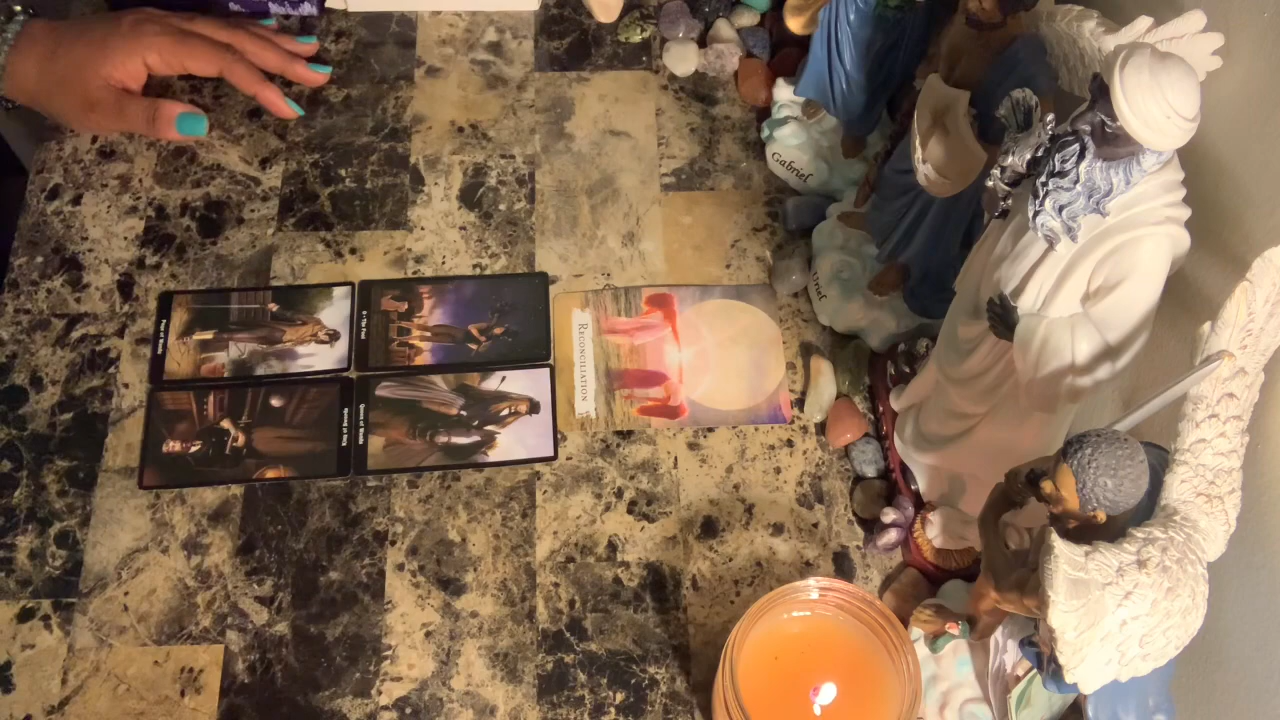 Gabriel
Uriel
RECONCILIATION
0 • The Fool
Page of Wands
Queen of Wands